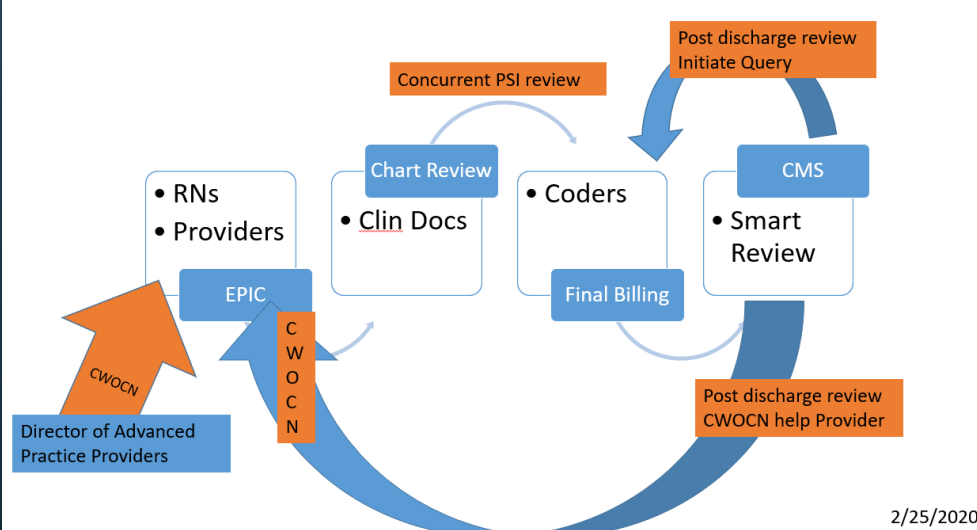 Post discharge review
Initiate Query
Concurrent PSI review
Chart Review
CMS
• RNs
• Providers
• Clin Docs
• Coders
• Smart
Review
EPIC
Final Billing
C
W
O
C
N
CWOCN
Director of Advanced
Practice Providers
Post discharge review
CWOCN help Provider
2/25/2020